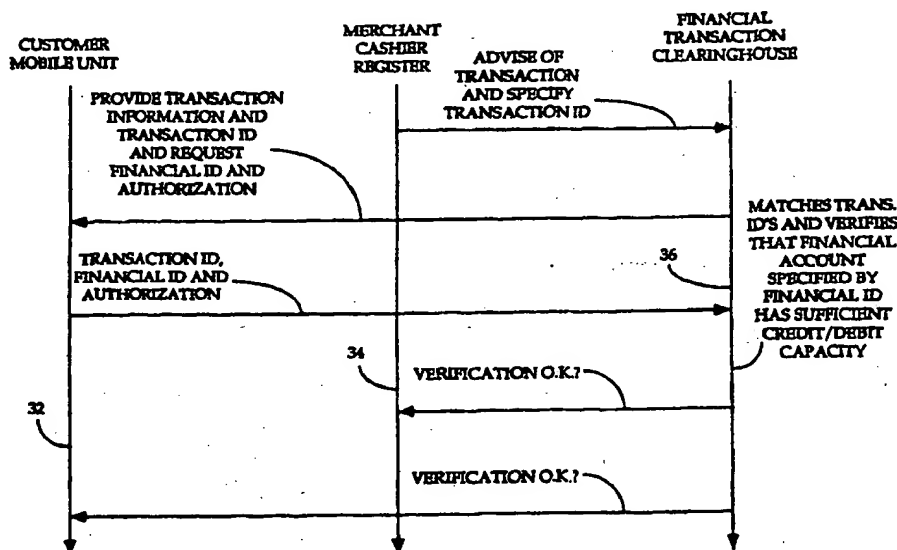 CUSTOMER
MOBILE UNIT
MERCHANT
CASHIER
REGISTER
FINANCIAL
TRANSACTION
CLEARINGHOUSE
ADVISE OF
TRANSACTION
AND SPECIFY
TRANSACTION ID
PROVIDE TRANSACTION
INFORMATION AND
TRANSACTION ID
AND REQUEST
FINANCIAL ID AND
AUTHORIZATION
TRANSACTION ID,
FINANCIAL ID AND
AUTHORIZATION
36
MATCHES TRANS.
ID'S AND VERIFIES
THAT FINANCIAL
ACCOUNT
SPECIFIED BY
FINANCIAL ID
HAS SUFFICIENT
CREDIT/DEBIT
CAPACITY
34
VERIFICATION O.K.?
32
VERIFICATION O.K.?